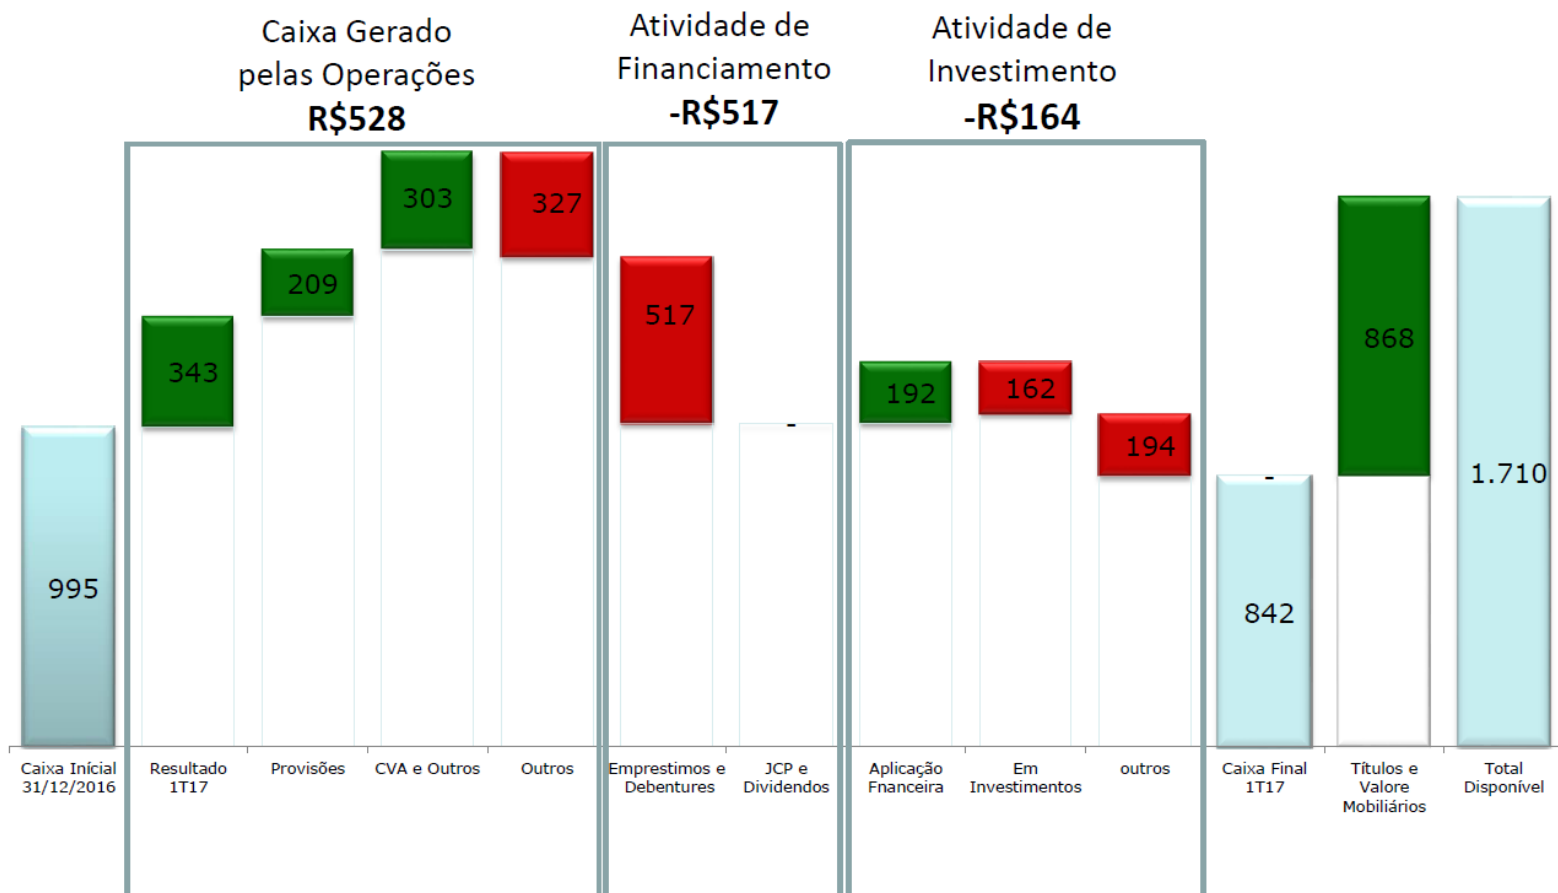 Caixa Gerado
pelas Operações
R$528
Atividade de
Financiamento
-R$517
Atividade de
Investimento
-R$164
995
343
209
303
327
517
-
192
162
194
-
842
868
1.710
Caixa Inícial
31/12/2016
Resultado
1T17
Provisões
CVA e Outros
Outros
Emprestimos e
Debentures
JCP e
Dividendos
Aplicação
Fnanceira
Em
Investimentos
outros
Caixa Final
1T17
Títulos e
Valore
Mobiliários
Total
Disponível